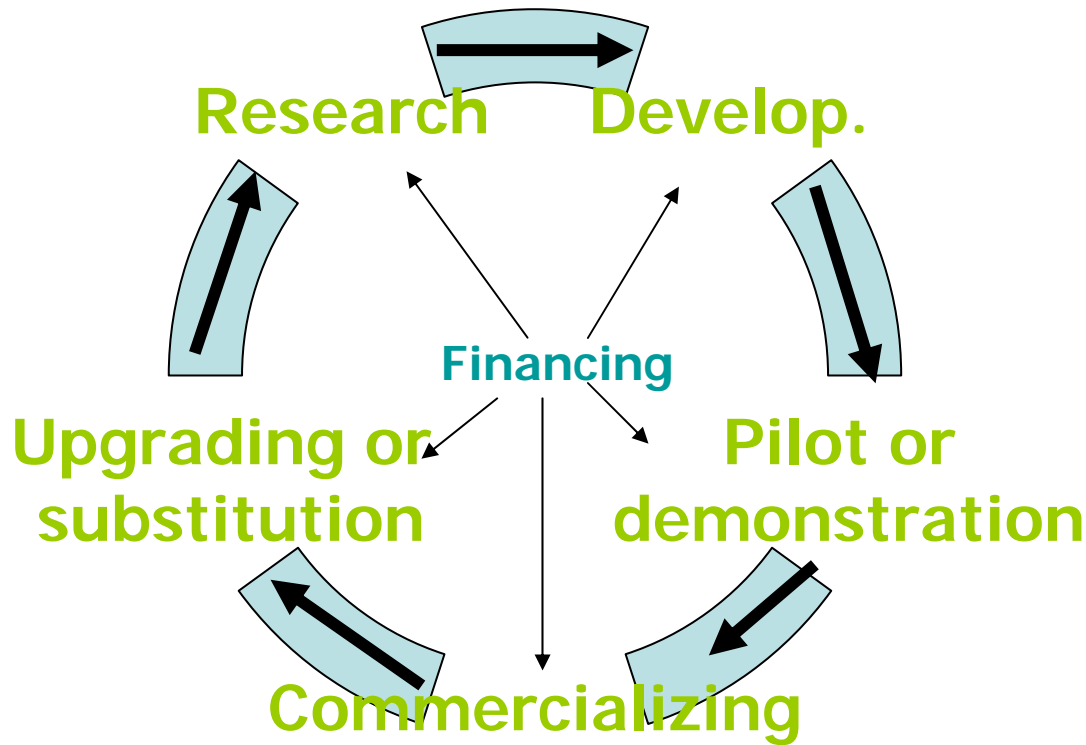 Research
Develop.
Financing
Upgrading or
substitution
Pilot or
demonstration
Commercializing